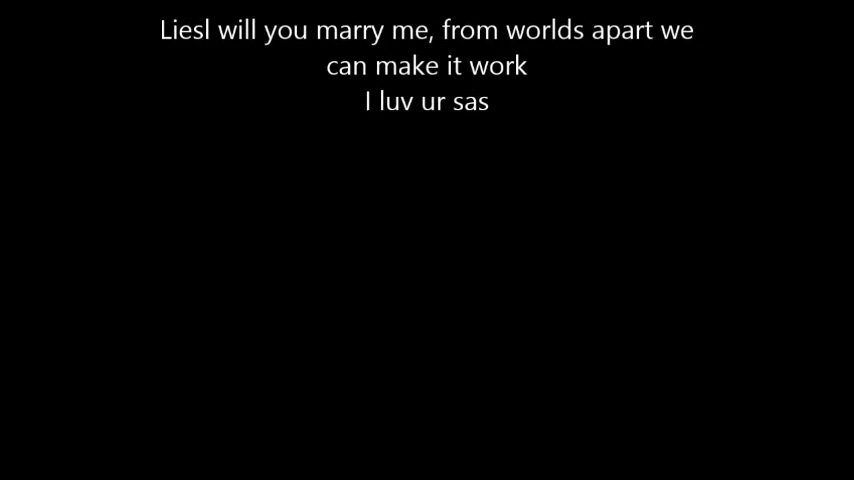 Liesl will you marry me, from worlds apart we
can make it work
I luv ur sas